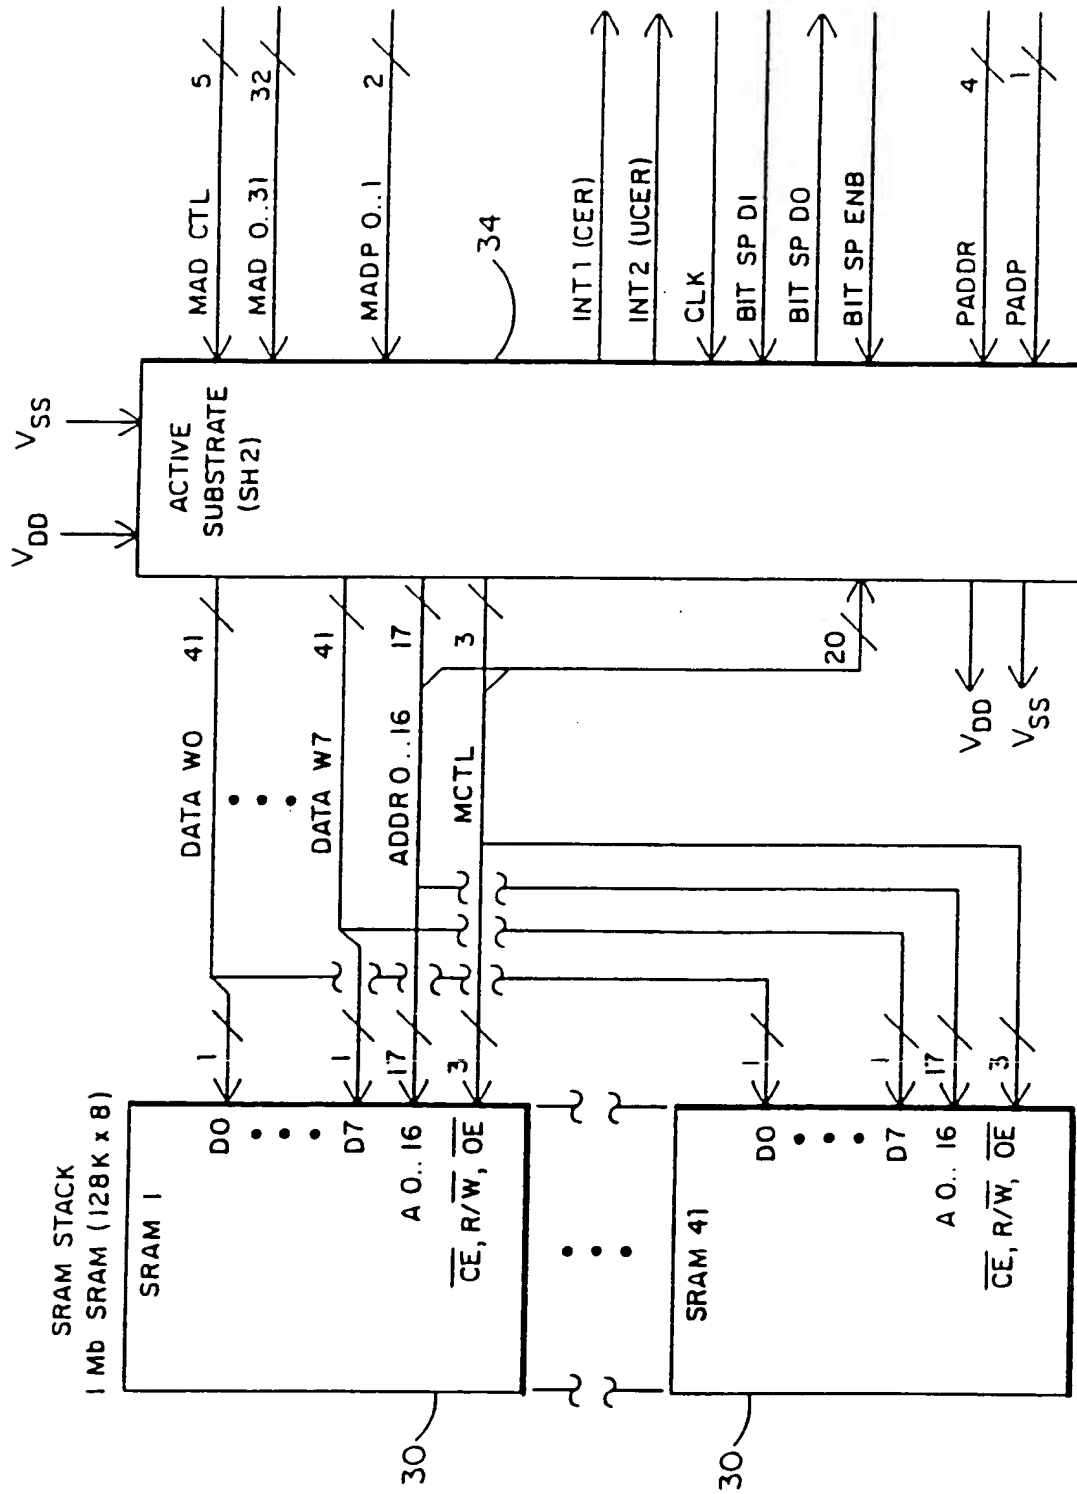 SRAM STACK
1 Mb SRAM (128K x 8)
SRAM 1
D0
D7
A 0..16
CE, R/W, OE
30
SRAM 41
D0
D7
A 0..16
CE, R/W, OE
30
1
1
17
3
1
1
17
3
DATA W0
41
DATA W7
41
ADDR 0..16
17
MCTL
3
20
VDD
VSS
VDD
VSS
ACTIVE
SUBSTRATE
(SH2)
34
MAD CTL
5
MAD 0..31
32
MADP 0..1
2
INT1 (CER)
INT2 (UCER)
CLK
BIT SP DI
BIT SP DO
BIT SP ENB
PADDR
4
PADP
1